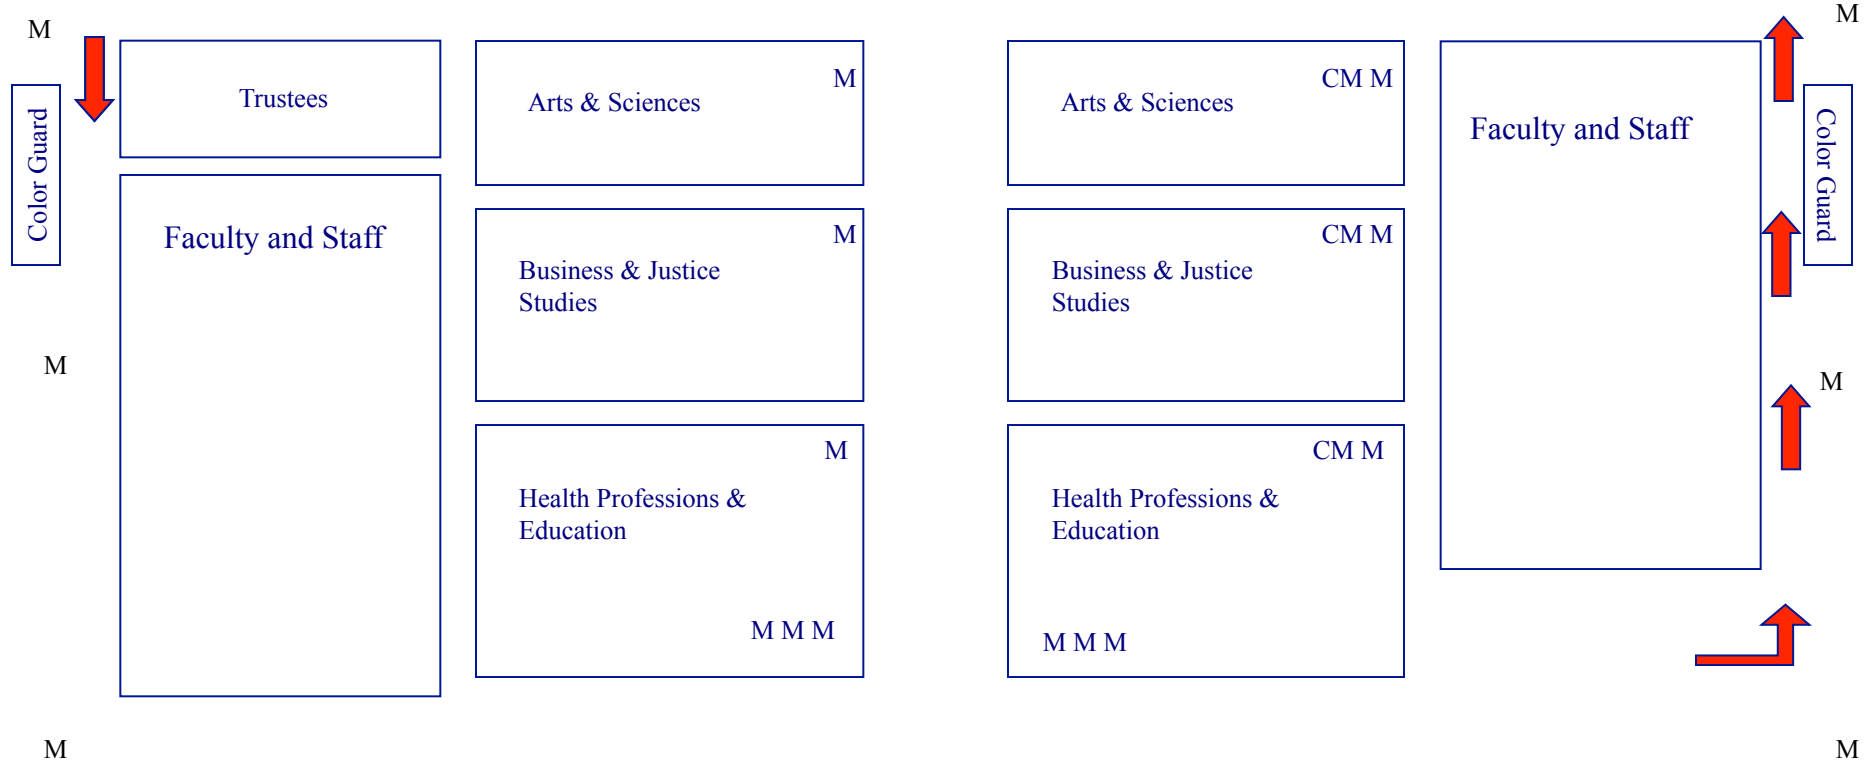 M
M
Color Guard
Trustees
Arts & Sciences
M
Arts & Sciences
CM M
Faculty and Staff
Color Guard
Faculty and Staff
M
Business & Justice
Studies
CM M
Business & Justice
Studies
M
M
M
Health Professions &
Education
M M M
CM M
Health Professions &
Education
M M M
M
M